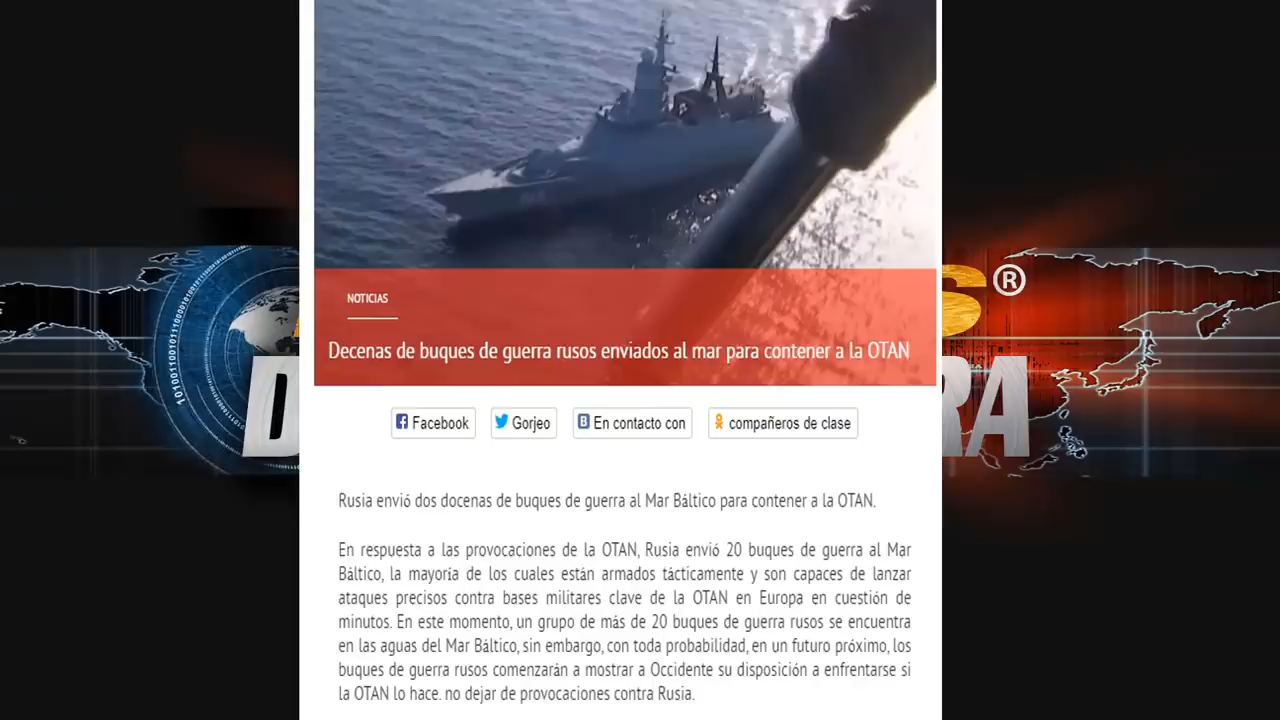 NOTICIAS
Decenas de buques de guerra rusos enviados al mar para contener a la OTAN
Facebook
Gorjeo
En contacto con
compañeros de clase
Rusia envió dos docenas de buques de guerra al Mar Báltico para contener a la OTAN.
En respuesta a las provocaciones de la OTAN, Rusia envió 20 buques de guerra al Mar
Báltico, la mayoría de los cuales están armados tácticamente y son capaces de lanzar
ataques precisos contra bases militares clave de la OTAN en Europa en cuestión de
minutos. En este momento, un grupo de más de 20 buques de guerra rusos se encuentra
en las aguas del Mar Báltico, sin embargo, con toda probabilidad, en un futuro próximo, los
buques de guerra rusos comenzarán a mostrar a Occidente su disposición a enfrentarse si
la OTAN lo hace. no dejar de provocaciones contra Rusia.
S®
D
RA